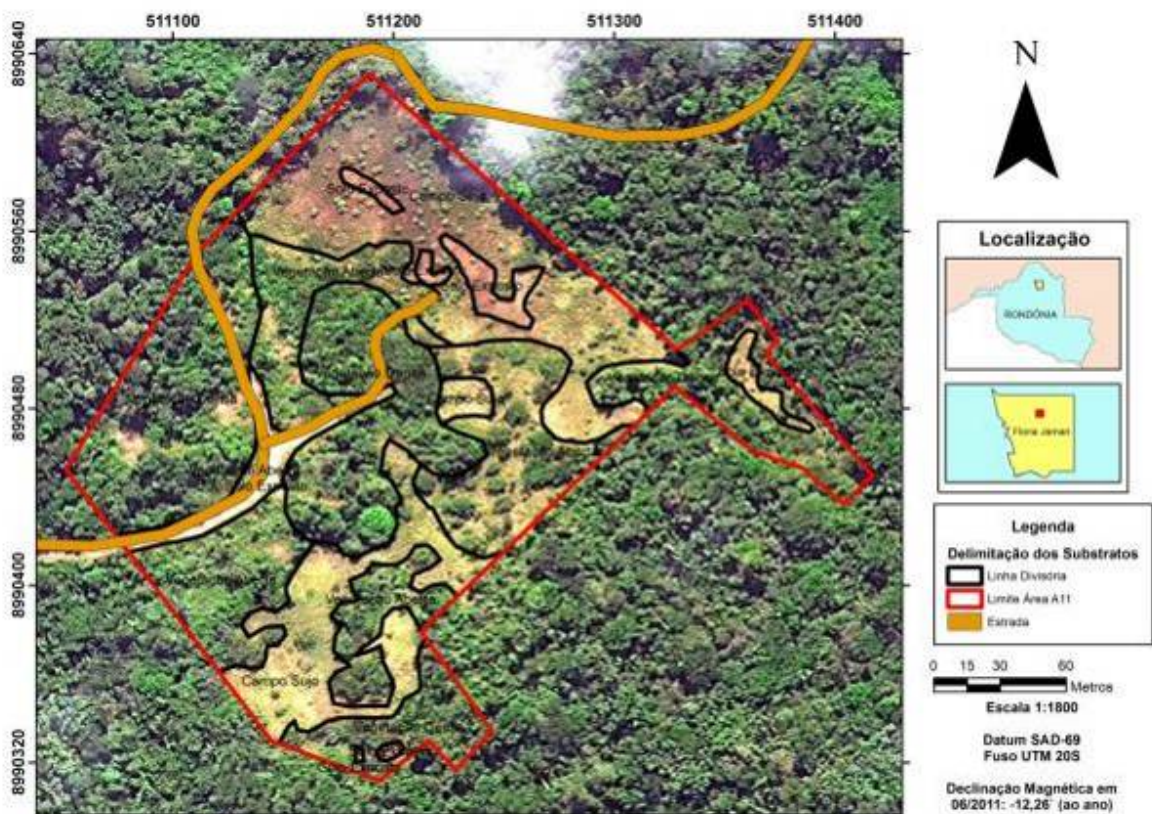 511100 511200 511300 511400
8990640
8990560
8990480
8990400
8990320
Campo Sujo
N
Localização
RONDÔNIA
Flona Jamari
Legenda
Delimitação dos Substratos
Linha Divisória
Limite Área A11
Estrada
0 15 30 60
Metros
Escala 1:1800
Datum SAD-69
Fuso UTM 20S
Declinação Magnética em
06/2011: -12,26' (ao ano)